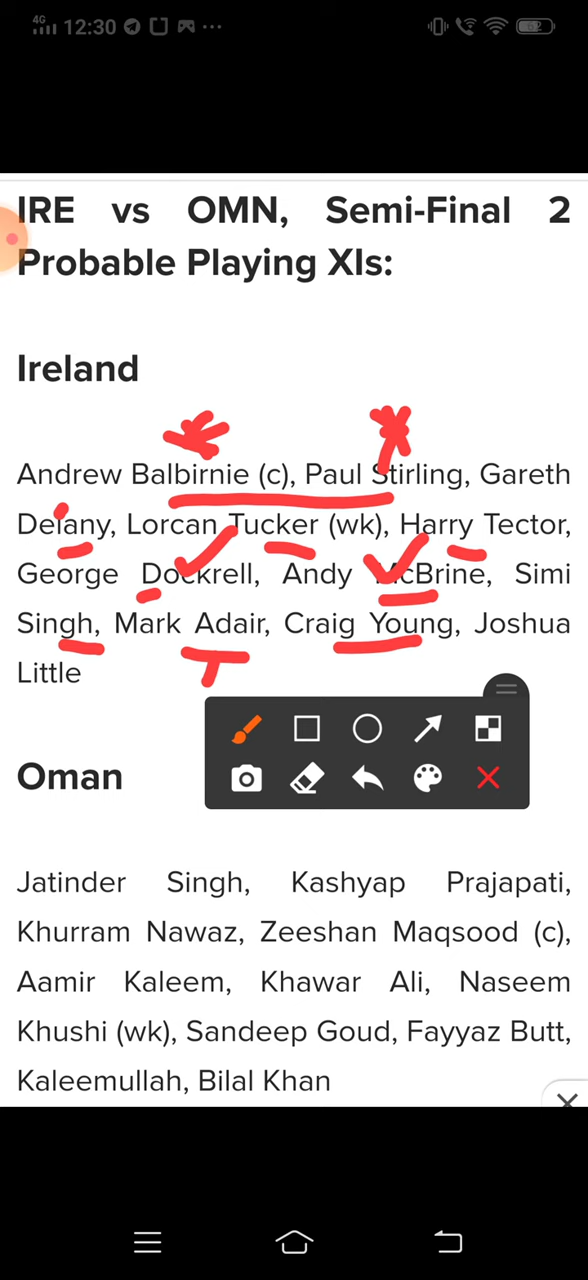 4G 12:30 ... 62
IRE vs OMN, Semi-Final 2
Probable Playing XIs:
Ireland
Andrew Balbirnie (c), Paul Stirling, Gareth
Delany, Lorcan Tucker (wk), Harry Tector,
George Dockrell, Andy McBrine, Simi
Singh, Mark Adair, Craig Young, Joshua
Little
Oman
Jatinder Singh, Kashyap Prajapati,
Khurram Nawaz, Zeeshan Maqsood (c),
Aamir Kaleem, Khawar Ali, Naseem
Khushi (wk), Sandeep Goud, Fayyaz Butt,
Kaleemullah, Bilal Khan